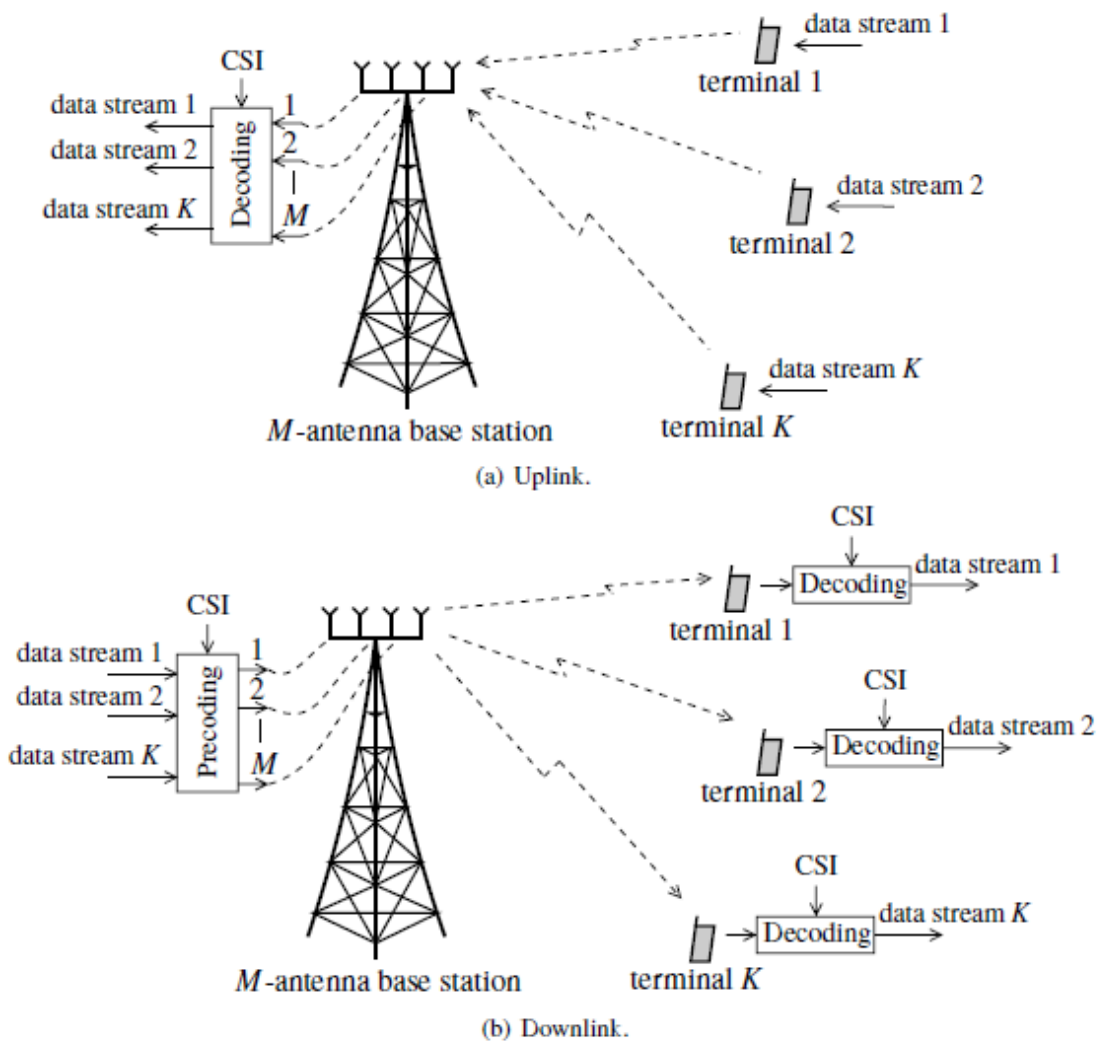 data stream 1
CSI
terminal 1
data stream 1
1
data stream 2
2
Decoding
data stream 2
data stream K
M
terminal 2
data stream K
M-antenna base station
terminal K
(a) Uplink.
CSI
data stream 1
Decoding
CSI
terminal 1
data stream 1
1
CSI
data stream 2
2
data stream 2
Precoding
Decoding
data stream K
M
terminal 2
CSI
data stream K
Decoding
M-antenna base station
terminal K
(b) Downlink.